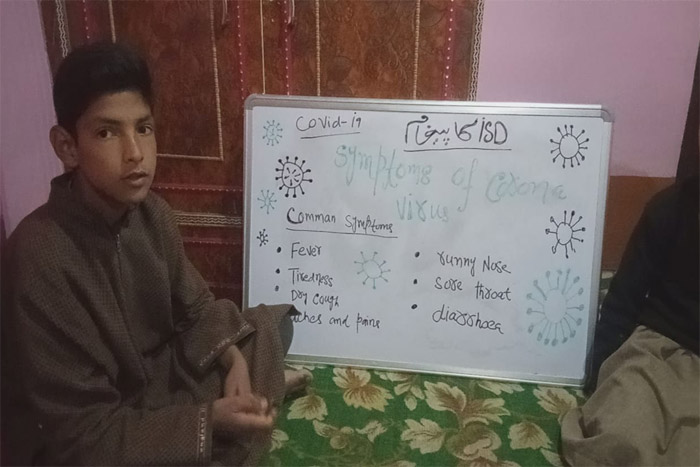 Covid-19
ISD کا پیغام
Symptoms of Corona
Virus
Comman Symptoms
Fever
Tiredness
Dry Cough
aches and pains
runny Nose
Sore throat
diarrhoea